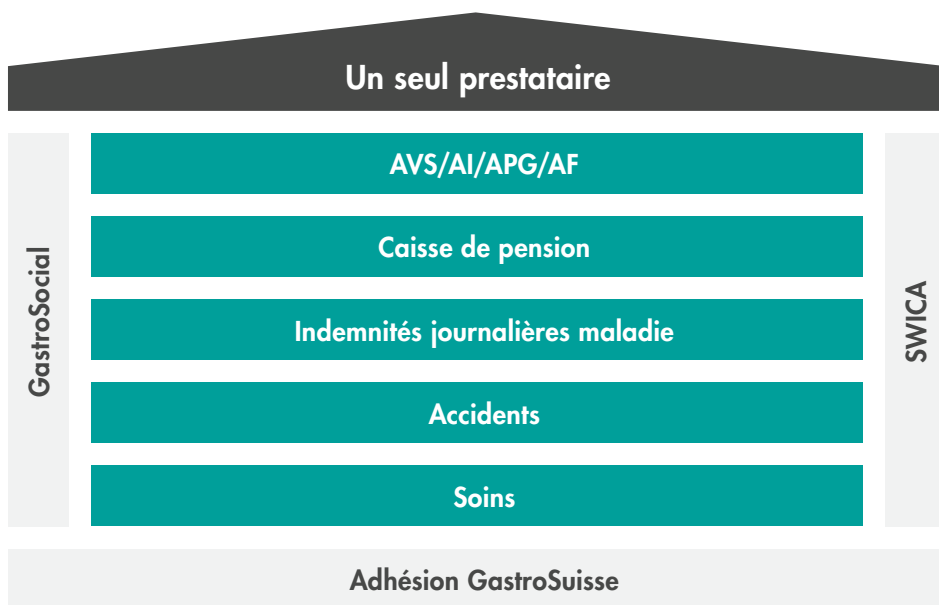 Un seul prestataire
GastroSocial
AVS/AI/APG/AF
Caisse de pension
Indemnités journalières maladie
Accidents
Soins
SWICA
Adhésion GastroSuisse